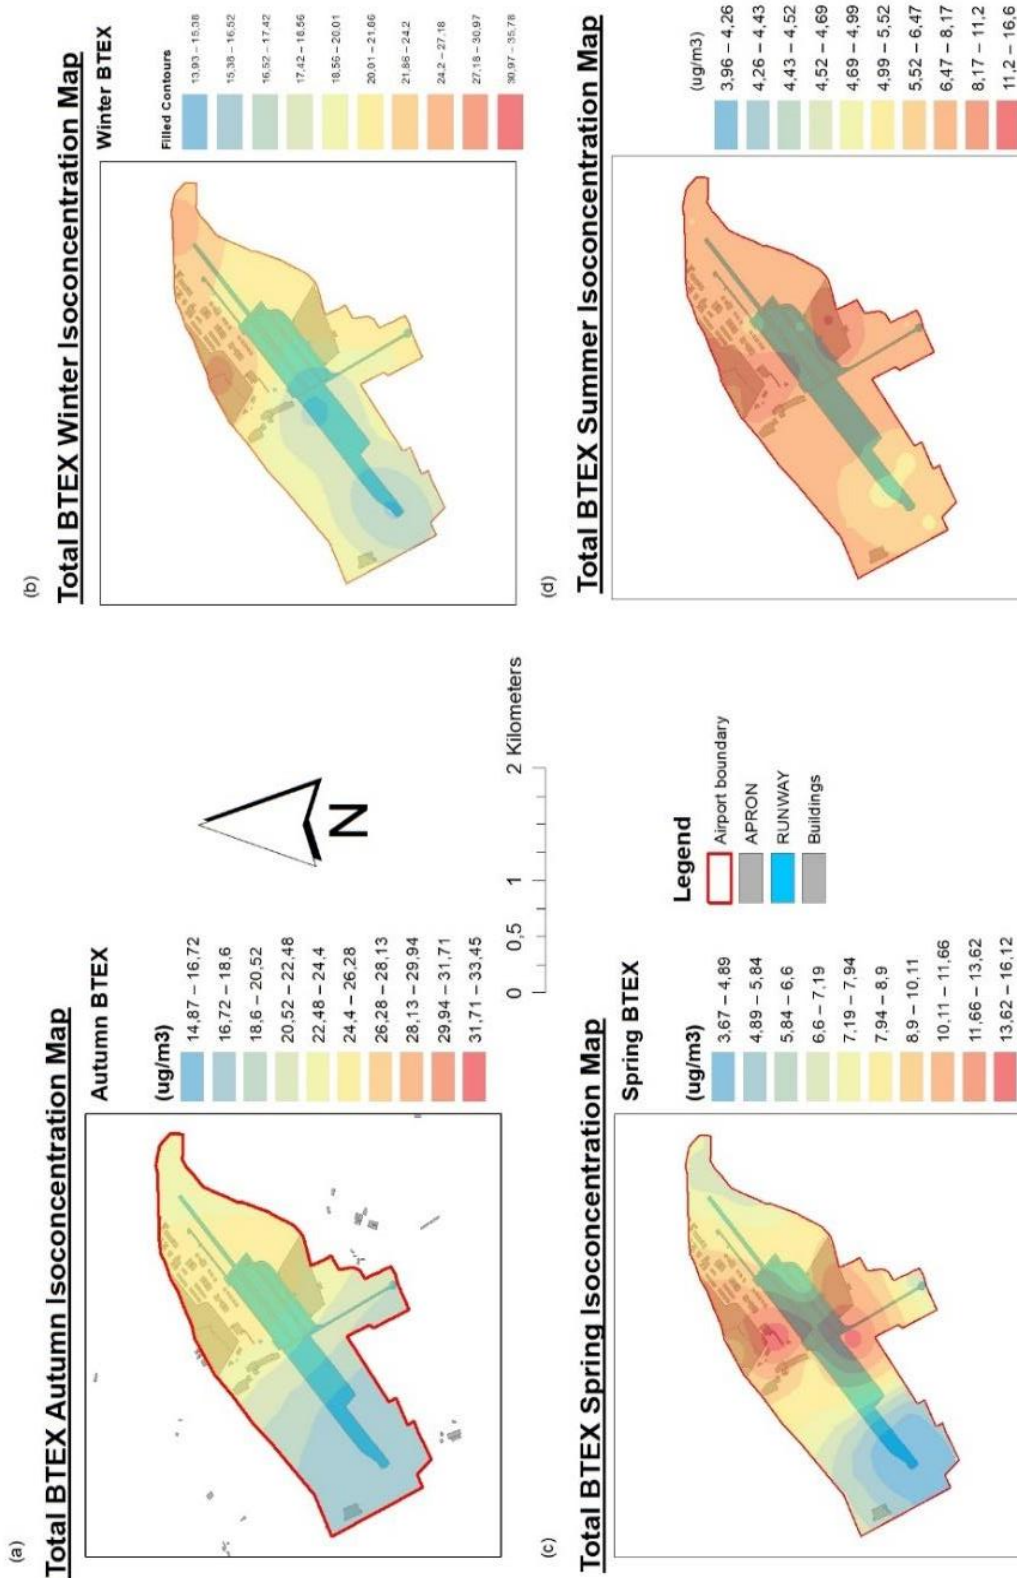 (a)
Total BTEX Autumn Isoconcentration Map
Autumn BTEX
(ug/m3)
14,87 – 16,72
16,72 – 18,6
18,6 – 20,52
20,52 – 22,48
22,48 – 24,4
24,4 – 26,28
26,28 – 28,13
28,13 – 29,94
29,94 – 31,71
31,71 – 33,45
N
0 0,5 1 2 Kilometers
(b)
Total BTEX Winter Isoconcentration Map
Winter BTEX
Filled Contours
13,93 – 15,38
15,38 – 16,52
16,52 – 17,42
17,42 – 18,56
18,56 – 20,01
20,01 – 21,86
21,86 – 24,2
24,2 – 27,18
27,18 – 30,97
30,97 – 35,78
(c)
Total BTEX Spring Isoconcentration Map
Spring BTEX
(ug/m3)
3,67 – 4,89
4,89 – 5,84
5,84 – 6,6
6,6 – 7,19
7,19 – 7,94
7,94 – 8,9
8,9 – 10,11
10,11 – 11,66
11,66 – 13,62
13,62 – 16,12
Legend
Airport boundary
APRON
RUNWAY
Buildings
(d)
Total BTEX Summer Isoconcentration Map
(ug/m3)
3,96 – 4,26
4,26 – 4,43
4,43 – 4,52
4,52 – 4,69
4,69 – 4,99
4,99 – 5,52
5,52 – 6,47
6,47 – 8,17
8,17 – 11,2
11,2 – 16,6